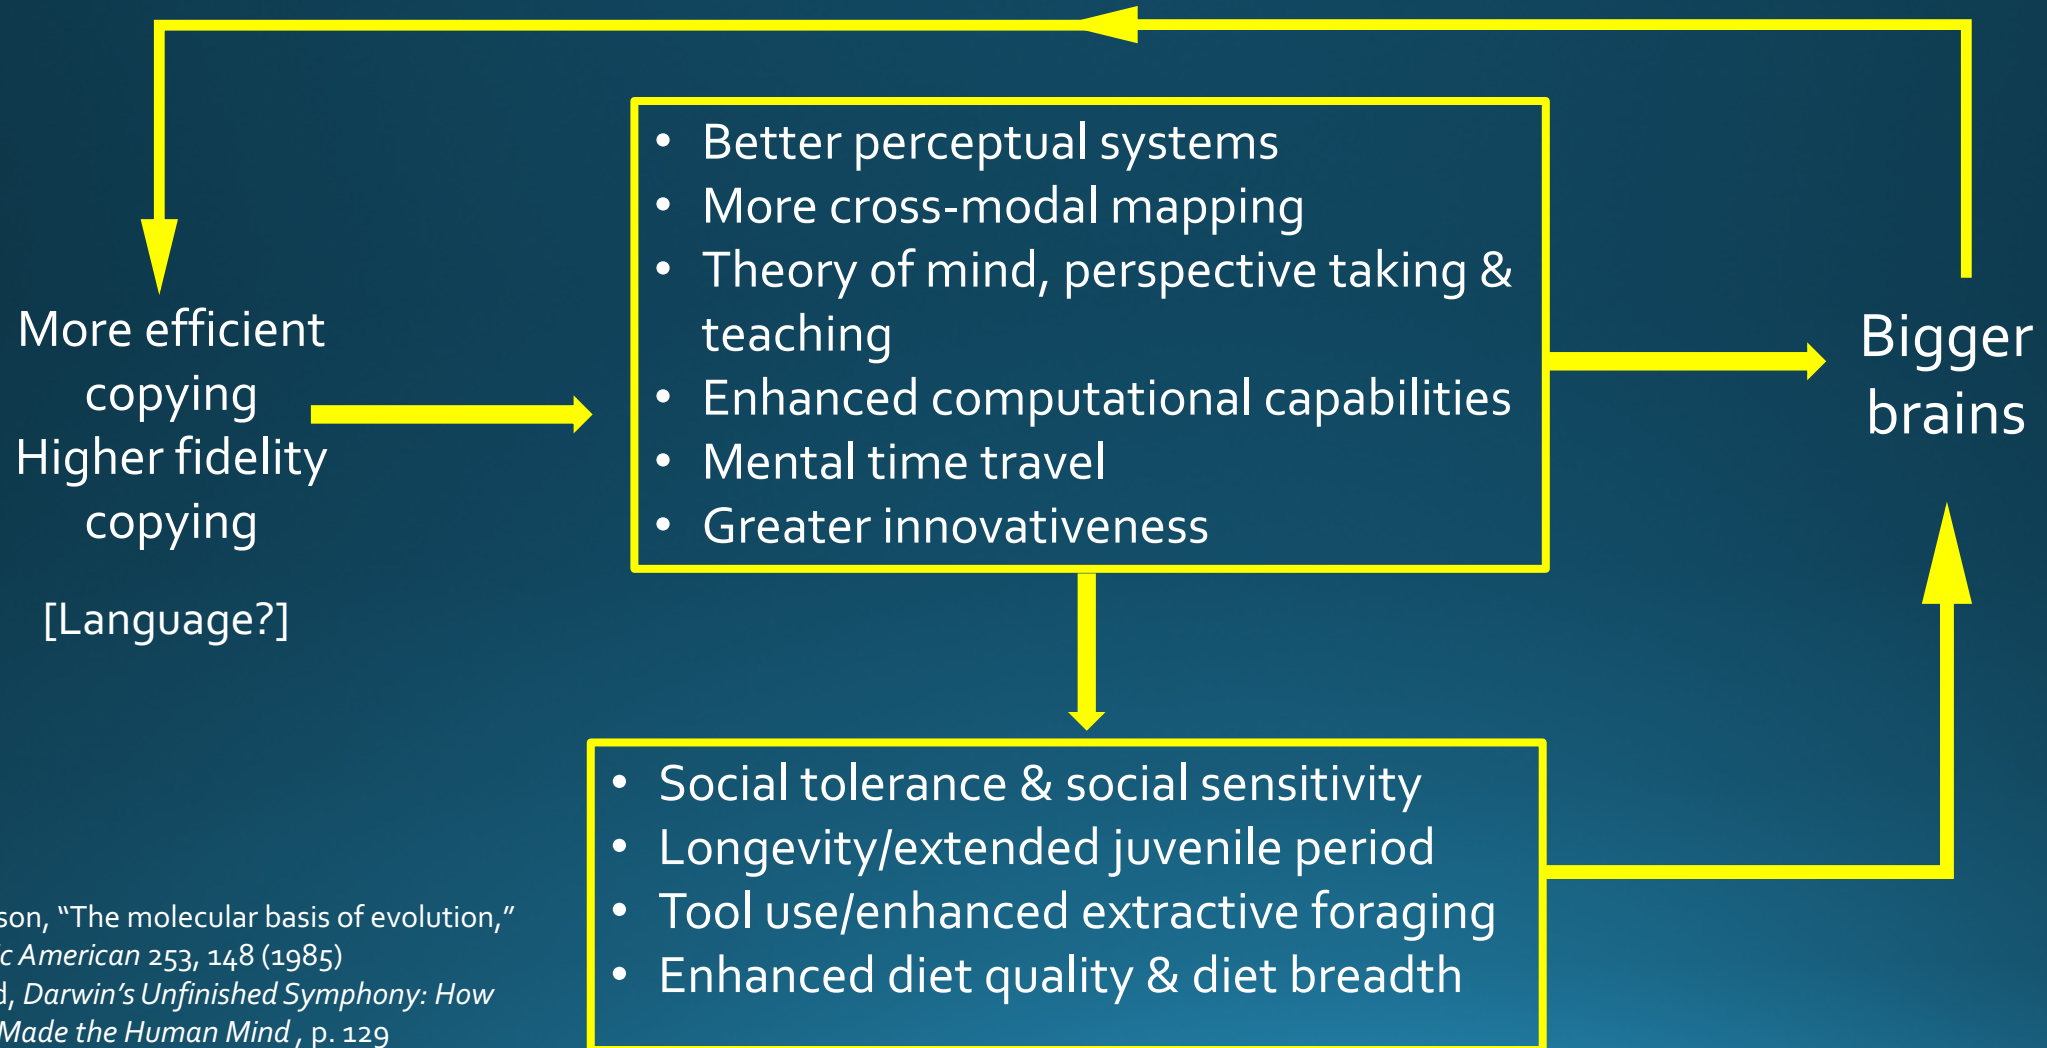 More efficient
copying
Higher fidelity
copying
[Language?]
• Better perceptual systems
• More cross-modal mapping
• Theory of mind, perspective taking &
teaching
• Enhanced computational capabilities
• Mental time travel
• Greater innovativeness
Bigger
brains
• Social tolerance & social sensitivity
• Longevity/extended juvenile period
• Tool use/enhanced extractive foraging
• Enhanced diet quality & diet breadth
son, “The molecular basis of evolution,”
c American 253, 148 (1985)
d, Darwin’s Unfinished Symphony: How
Made the Human Mind , p. 129